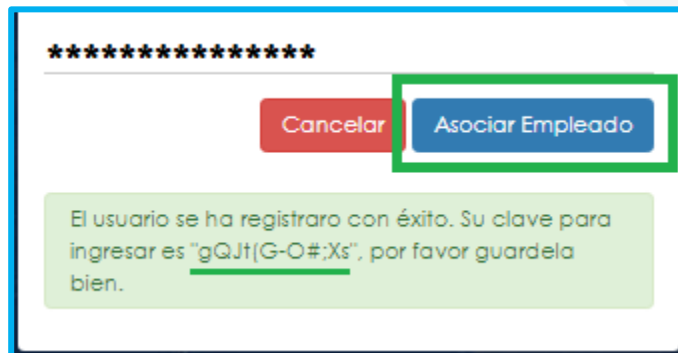 ***************
Cancelar Asociar Empleado
El usuario se ha registraro con éxito. Su clave para
ingresar es "gQJt(G-O#;Xs", por favor guardela
bien.